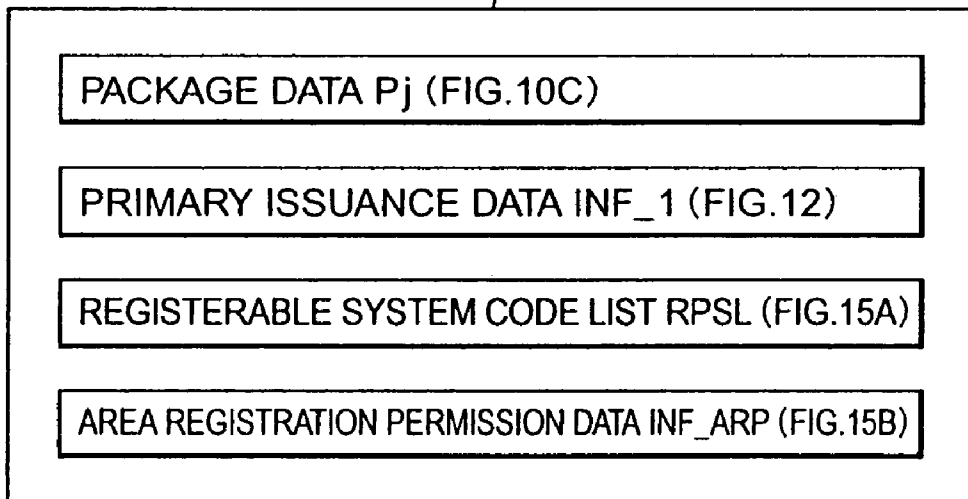 PACKAGE DATA Pj (FIG.10C)
PRIMARY ISSUANCE DATA INF_1 (FIG.12)
REGISTERABLE SYSTEM CODE LIST RPSL (FIG.15A)
AREA REGISTRATION PERMISSION DATA INF_ARP (FIG.15B)